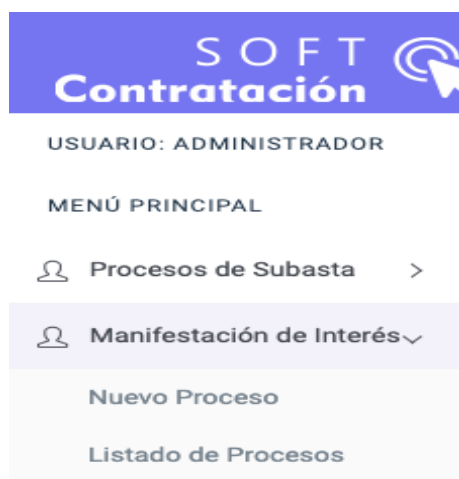 SOFT
Contratación
USUARIO: ADMINISTRADOR
MENÚ PRINCIPAL
Procesos de Subasta
Manifestación de Interés
Nuevo Proceso
Listado de Procesos